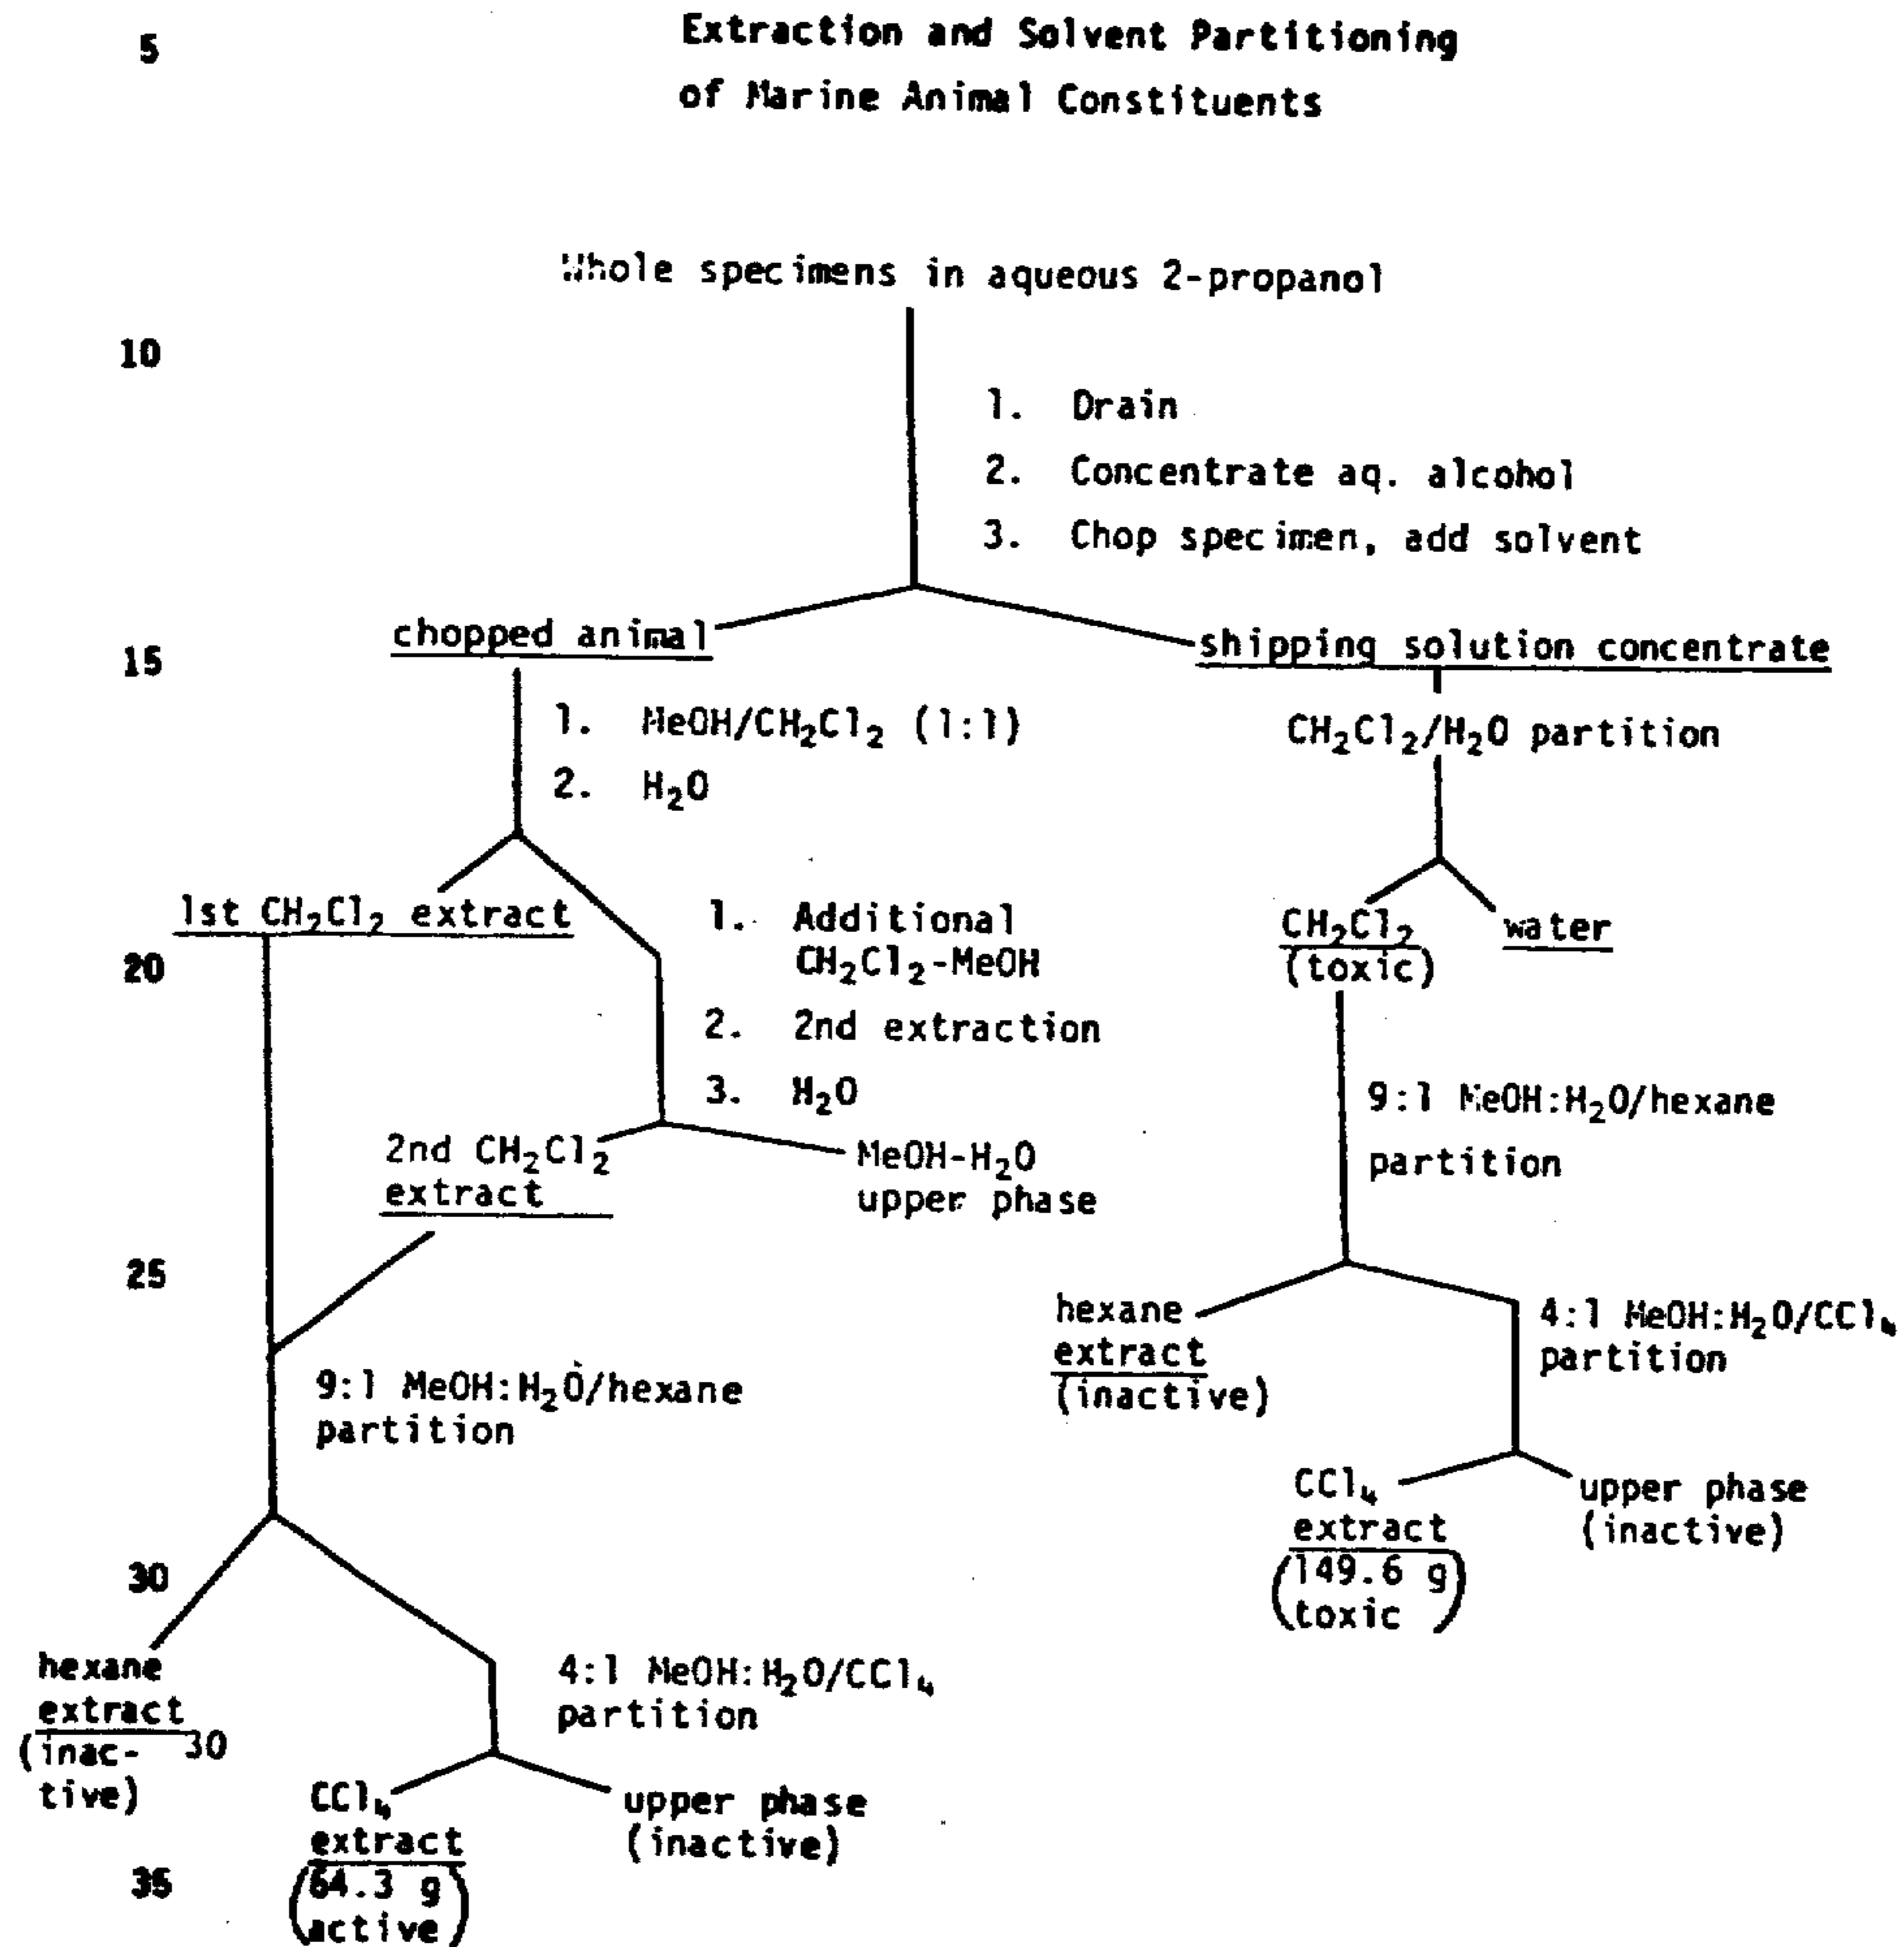 5
Extraction and Solvent Partitioning
of Marine Animal Constituents
Whole specimens in aqueous 2-propanol
10
1. Drain
2. Concentrate aq. alcohol
3. Chop specimen, add solvent
chopped animal
shipping solution concentrate
15
1. MeOH/CH₂Cl₂ (1:1)
2. H₂O
CH₂Cl₂/H₂O partition
1st CH₂Cl₂ extract
1. Additional
CH₂Cl₂-MeOH
2. 2nd extraction
3. H₂O
CH₂Cl₂
(toxic)
water
20
9:1 MeOH:H₂O/hexane
partition
2nd CH₂Cl₂
extract
MeOH-H₂O
upper phase
25
hexane
extract
(inactive)
4:1 MeOH:H₂O/CCl₄
partition
9:1 MeOH:H₂O/hexane
partition
CCl₄
extract
(149.6 g
toxic)
upper phase
(inactive)
30
hexane
extract
(inac- 30
tive)
4:1 MeOH:H₂O/CCl₄
partition
CCl₄
extract
(64.3 g
active)
upper phase
(inactive)
35